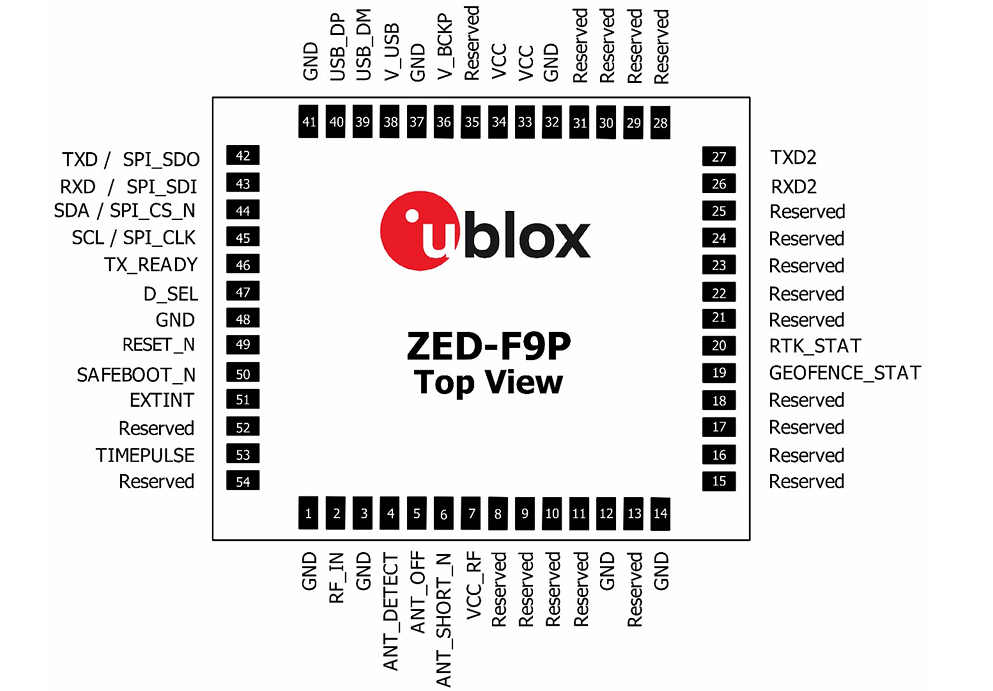 GND
USB_DP
USB_DM
V_USB
GND
V_BCKP
Reserved
VCC
VCC
GND
Reserved
Reserved
Reserved
Reserved
41 40 39 38 37 36 35 34 33 32 31 30 29 28
TXD / SPI_SDO 42 27 TXD2
RXD / SPI_SDI 43 26 RXD2
SDA / SPI_CS_N 44 25 Reserved
SCL / SPI_CLK 45 24 Reserved
TX_READY 46 23 Reserved
D_SEL 47 22 Reserved
GND 48 21 Reserved
RESET_N 49 20 RTK_STAT
SAFEBOOT_N 50 19 GEOFENCE_STAT
EXTINT 51 18 Reserved
Reserved 52 17 Reserved
TIMEPULSE 53 16 Reserved
Reserved 54 15 Reserved
ublox
ZED-F9P
Top View
1 2 3 4 5 6 7 8 9 10 11 12 13 14
GND
RF_IN
GND
ANT_DETECT
ANT_OFF
ANT_SHORT_N
VCC_RF
Reserved
Reserved
Reserved
Reserved
GND
Reserved
GND